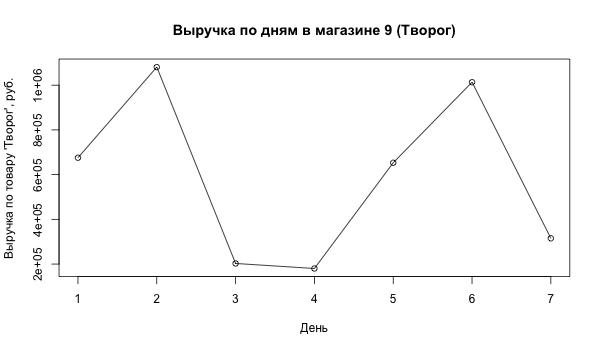 Выручка по дням в магазине 9 (Творог)
Выручка по товару 'Творог', руб.
1e+06
8e+05
6e+05
4e+05
2e+05
1 2 3 4 5 6 7
День